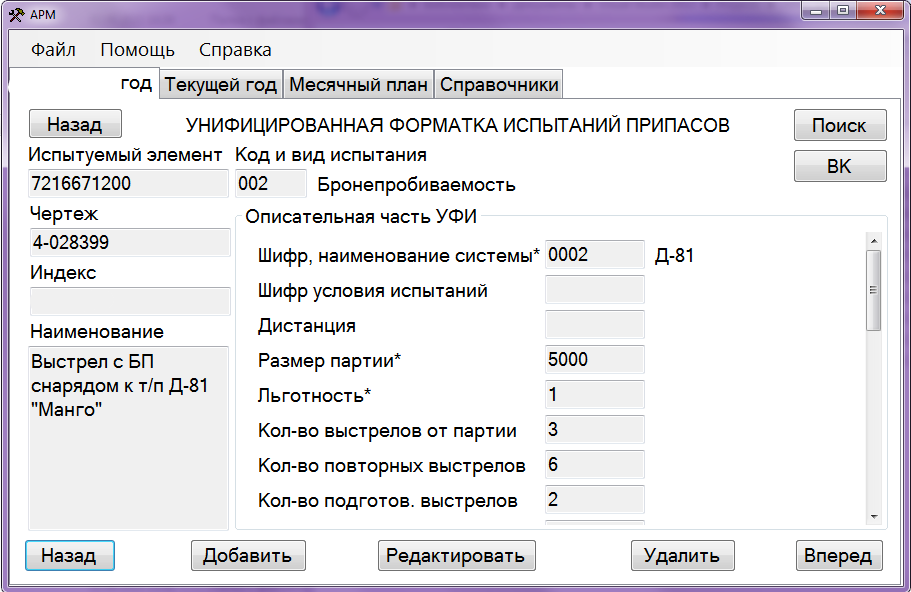 АРМ
Файл Помощь Справка
год Текущей год Месячный план Справочники
Назад УНИФИЦИРОВАННАЯ ФОРМАТКА ИСПЫТАНИЙ ПРИПАСОВ Поиск
ВК
Испытуемый элемент Код и вид испытания
7216671200 002 Бронепробиваемость
Чертеж
4-028399
Индекс
Наименование
Выстрел с БП
снарядом к т/п Д-81
"Манго"
Описательная часть УФИ
Шифр, наименование системы* 0002 Д-81
Шифр условия испытаний
Дистанция
Размер партии* 5000
Льготность* 1
Кол-во выстрелов от партии 3
Кол-во повторных выстрелов 6
Кол-во подготов. выстрелов 2
Назад Добавить Редактировать Удалить Вперед